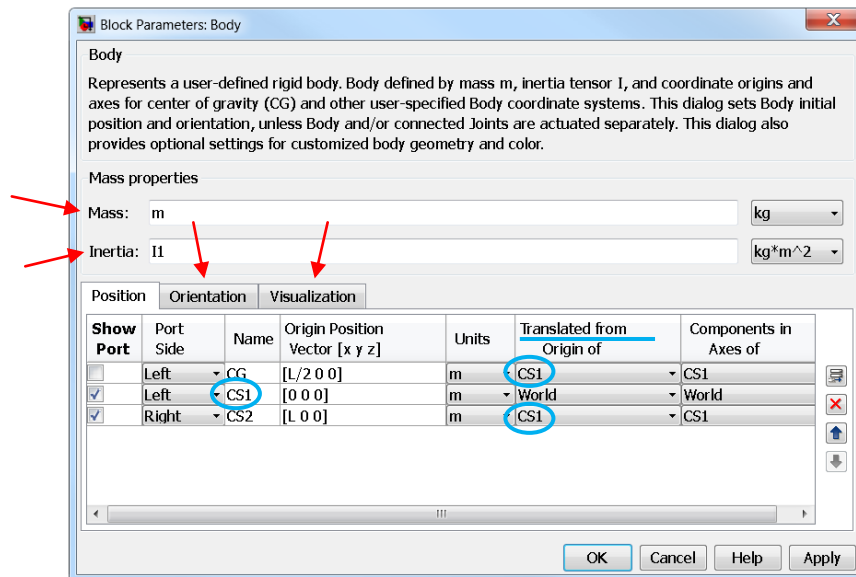 Block Parameters: Body
Body
Represents a user-defined rigid body. Body defined by mass m, inertia tensor I, and coordinate origins and
axes for center of gravity (CG) and other user-specified Body coordinate systems. This dialog sets Body initial
position and orientation, unless Body and/or connected Joints are actuated separately. This dialog also
provides optional settings for customized body geometry and color.
Mass properties
Mass: m kg
Inertia: I1 kg*m^2
Position Orientation Visualization
Show Port Port Side Name Origin Position Vector [x y z] Units Translated from Origin of Components in Axes of
Left CG [L/2 0 0] m CS1 CS1
Left CS1 [0 0 0] m World World
Right CS2 [L 0 0] m CS1 CS1
OK Cancel Help Apply